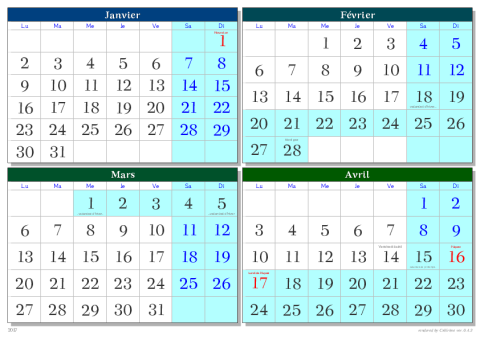 Janvier
Lu Ma Me Je Ve Sa Di
1
2 3 4 5 6 7 8
9 10 11 12 13 14 15
16 17 18 19 20 21 22
23 24 25 26 27 28 29
30 31
Février
Lu Ma Me Je Ve Sa Di
1 2 3 4 5
6 7 8 9 10 11 12
13 14 15 16 17 18 19
20 21 22 23 24 25 26
27 28
Mars
Lu Ma Me Je Ve Sa Di
1 2 3 4 5
6 7 8 9 10 11 12
13 14 15 16 17 18 19
20 21 22 23 24 25 26
27 28 29 30 31
Avril
Lu Ma Me Je Ve Sa Di
1 2
3 4 5 6 7 8 9
10 11 12 13 14 15 16
17 18 19 20 21 22 23
24 25 26 27 28 29 30
2017